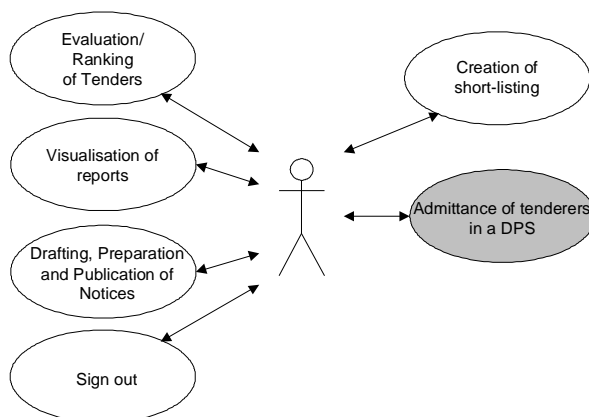 Evaluation/
Ranking
of Tenders
Visualisation of
reports
Drafting, Preparation
and Publication of
Notices
Sign out
Creation of
short-listing
Admittance of tenderers
in a DPS